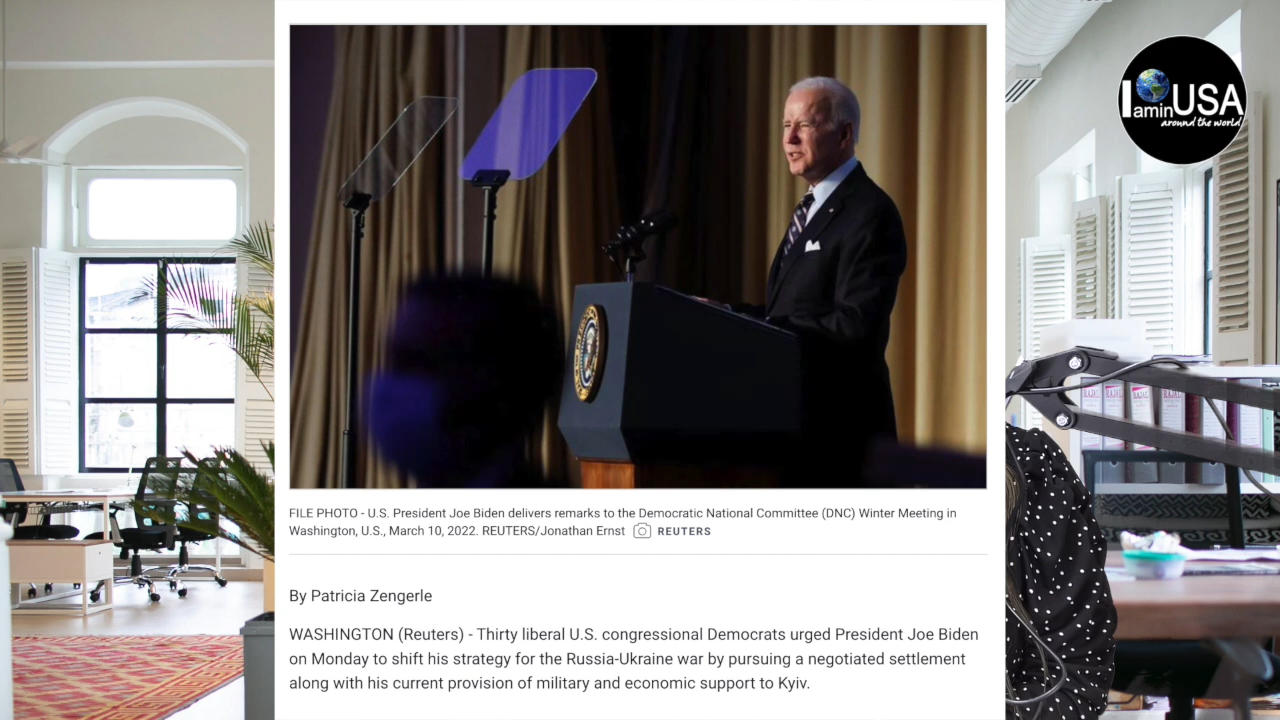 I amin USA
around the world
FILE PHOTO - U.S. President Joe Biden delivers remarks to the Democratic National Committee (DNC) Winter Meeting in
Washington, U.S., March 10, 2022. REUTERS/Jonathan Ernst REUTERS
By Patricia Zengerle
WASHINGTON (Reuters) - Thirty liberal U.S. congressional Democrats urged President Joe Biden
on Monday to shift his strategy for the Russia-Ukraine war by pursuing a negotiated settlement
along with his current provision of military and economic support to Kyiv.